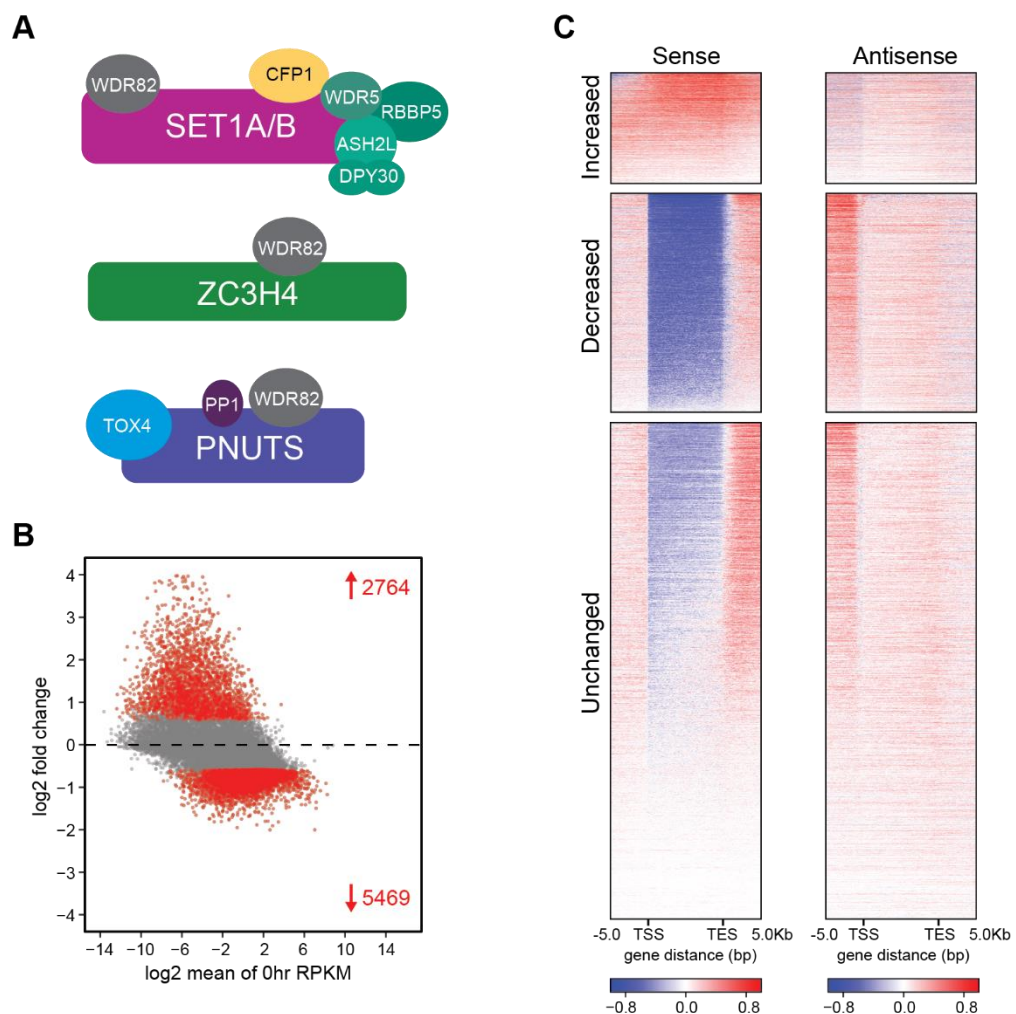 A
WDR82
CFP1
WDR5
RBBP5
SET1A/B
ASH2L
DPY30
WDR82
ZC3H4
TOX4
PP1
WDR82
PNUTS
B
4
3
2
1
0
−1
−2
−3
−4
log2 fold change
2764
5469
−14 −10 −6 −2 2 6 10 14
log2 mean of 0hr RPKM
C
Sense Antisense
Increased
Decreased
Unchanged
-5.0 TSS TES 5.0Kb
gene distance (bp)
-5.0 TSS TES 5.0Kb
gene distance (bp)
−0.8 0.0 0.8
−0.8 0.0 0.8